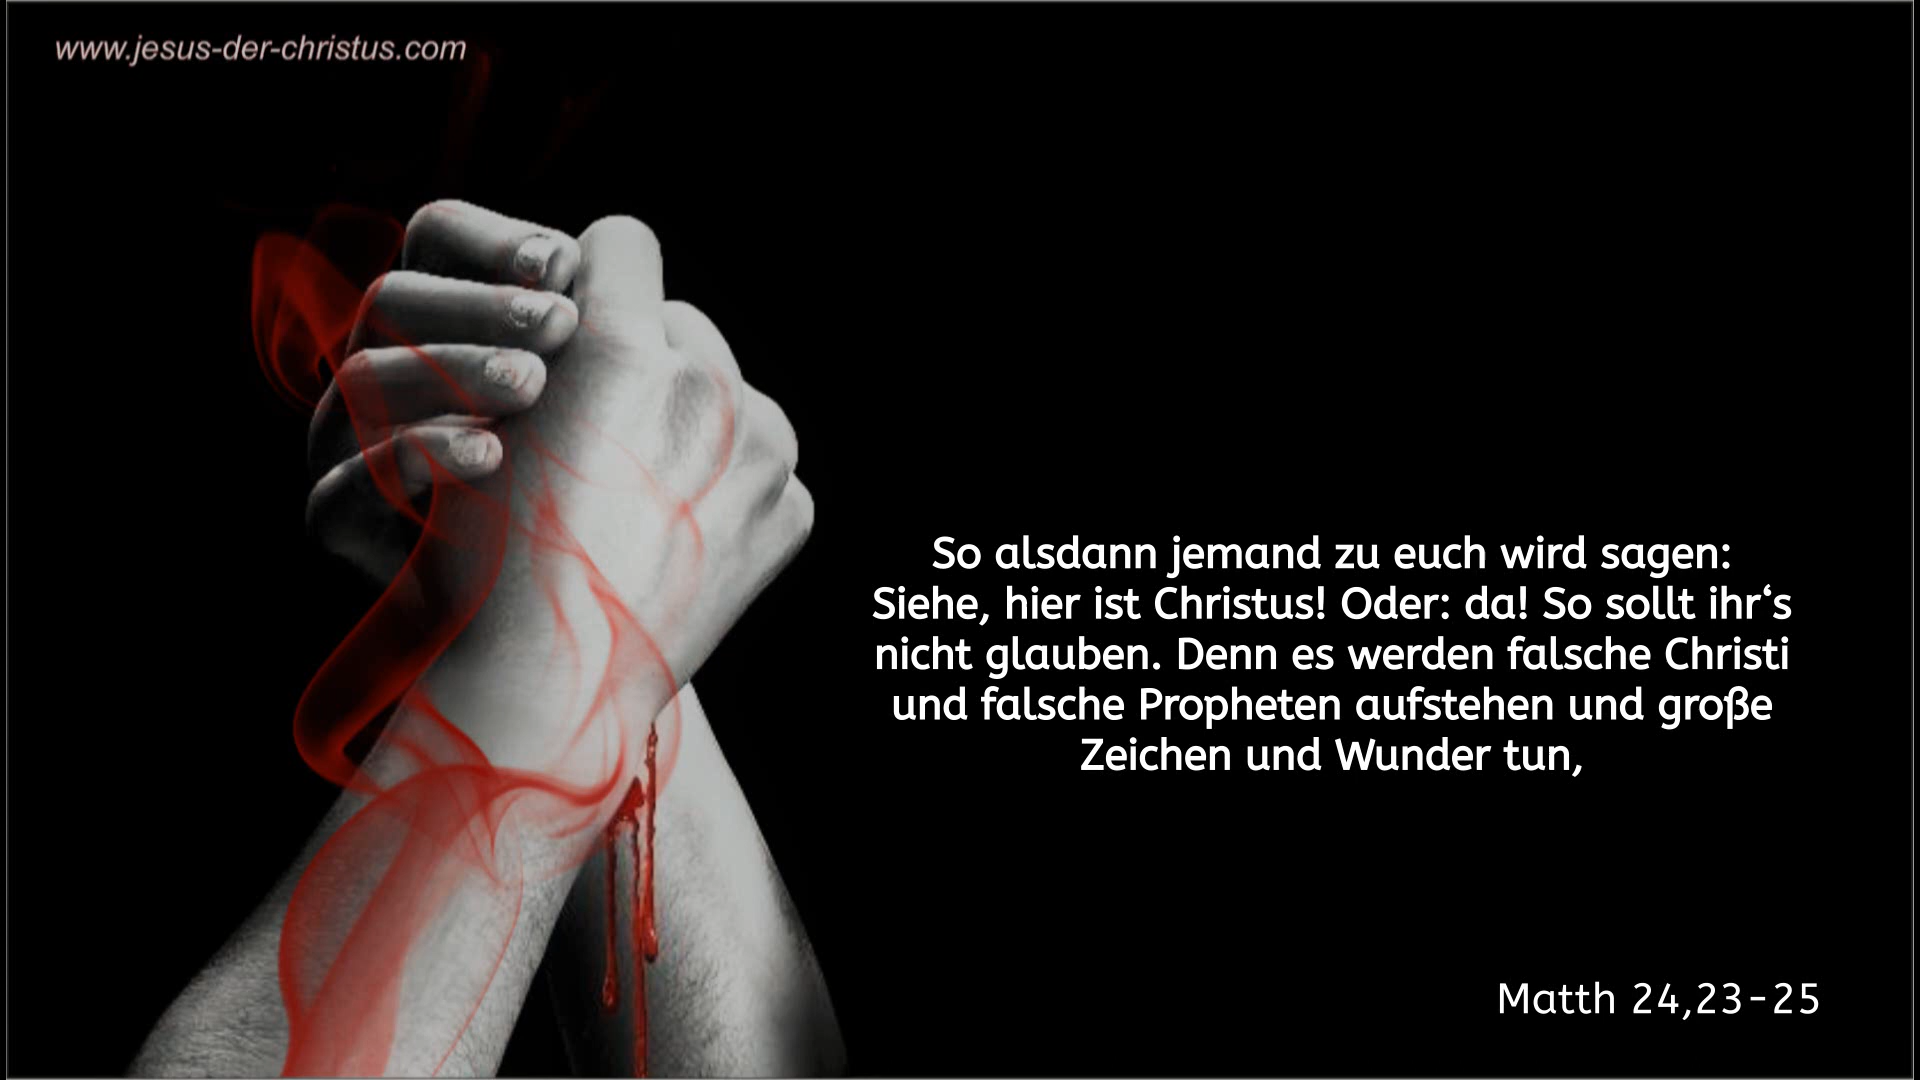 www.jesus-der-christus.com
So alsdann jemand zu euch wird sagen:
Siehe, hier ist Christus! Oder: da! So sollt ihr‘s
nicht glauben. Denn es werden falsche Christi
und falsche Propheten aufstehen und große
Zeichen und Wunder tun,
Matth 24,23-25